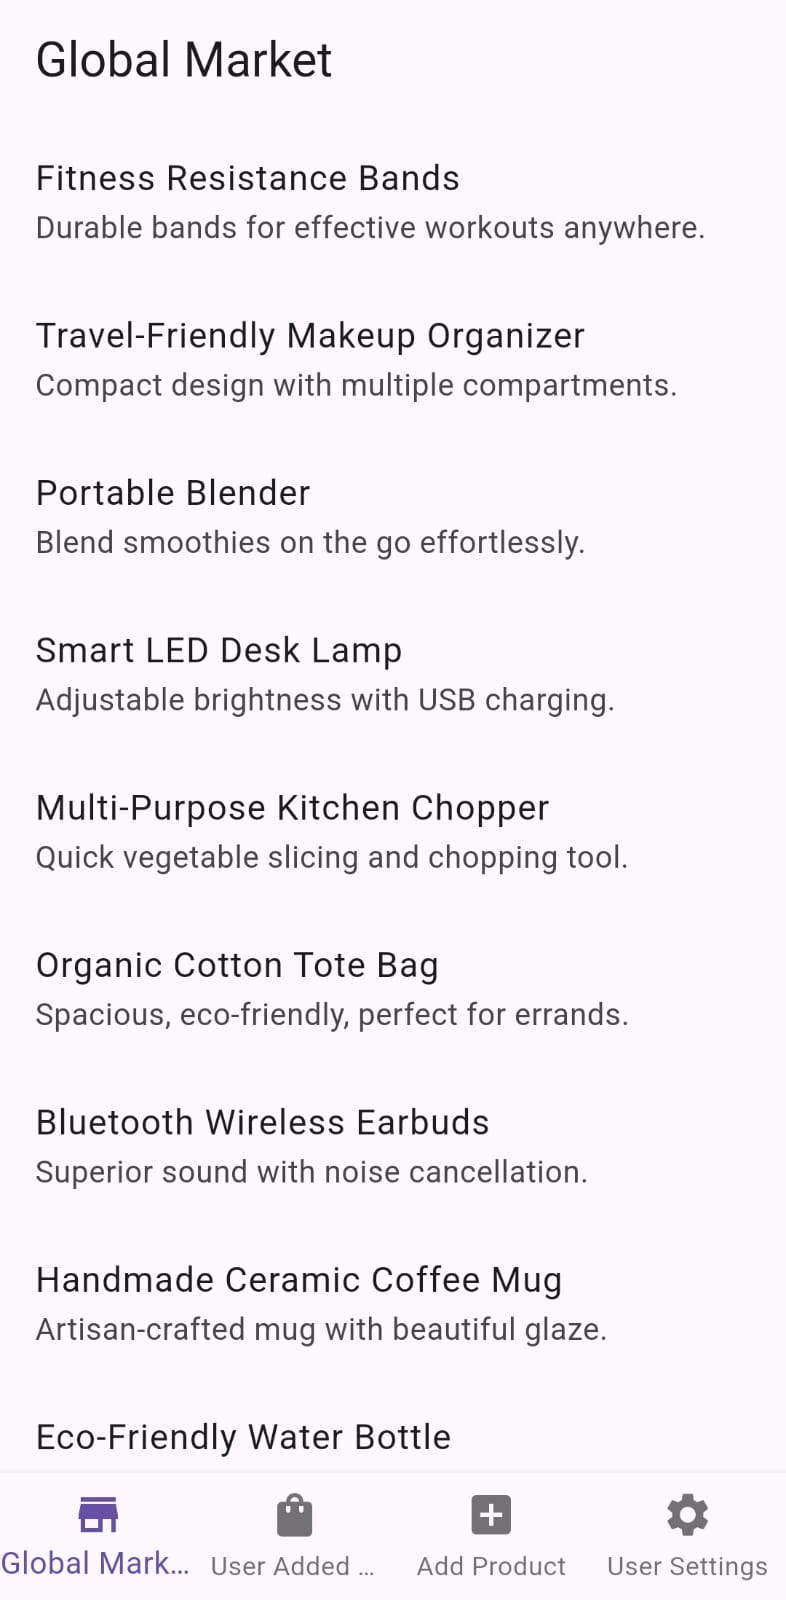 Global Market
Fitness Resistance Bands
Durable bands for effective workouts anywhere.
Travel-Friendly Makeup Organizer
Compact design with multiple compartments.
Portable Blender
Blend smoothies on the go effortlessly.
Smart LED Desk Lamp
Adjustable brightness with USB charging.
Multi-Purpose Kitchen Chopper
Quick vegetable slicing and chopping tool.
Organic Cotton Tote Bag
Spacious, eco-friendly, perfect for errands.
Bluetooth Wireless Earbuds
Superior sound with noise cancellation.
Handmade Ceramic Coffee Mug
Artisan-crafted mug with beautiful glaze.
Eco-Friendly Water Bottle
Global Mark...
User Added ...
Add Product
User Settings